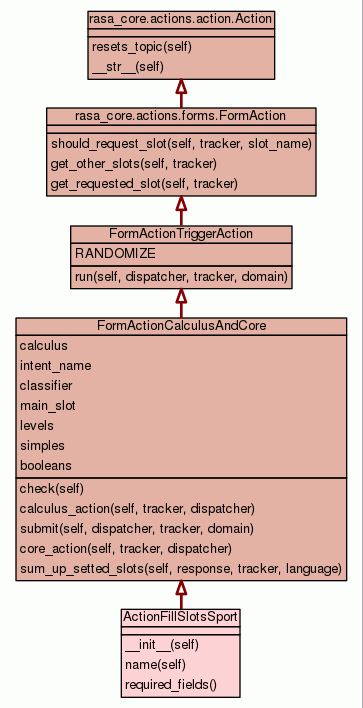 rasa_core.actions.action.Action
resets_topic(self)
__str__(self)
rasa_core.actions.forms.FormAction
should_request_slot(self, tracker, slot_name)
get_other_slots(self, tracker)
get_requested_slot(self, tracker)
FormActionTriggerAction
RANDOMIZE
run(self, dispatcher, tracker, domain)
FormActionCalculusAndCore
calculus
intent_name
classifier
main_slot
levels
simples
booleans
check(self)
calculus_action(self, tracker, dispatcher)
submit(self, dispatcher, tracker, domain)
core_action(self, tracker, dispatcher)
sum_up_setted_slots(self, response, tracker, language)
ActionFillSlotsSport
__init__(self)
name(self)
required_fields()